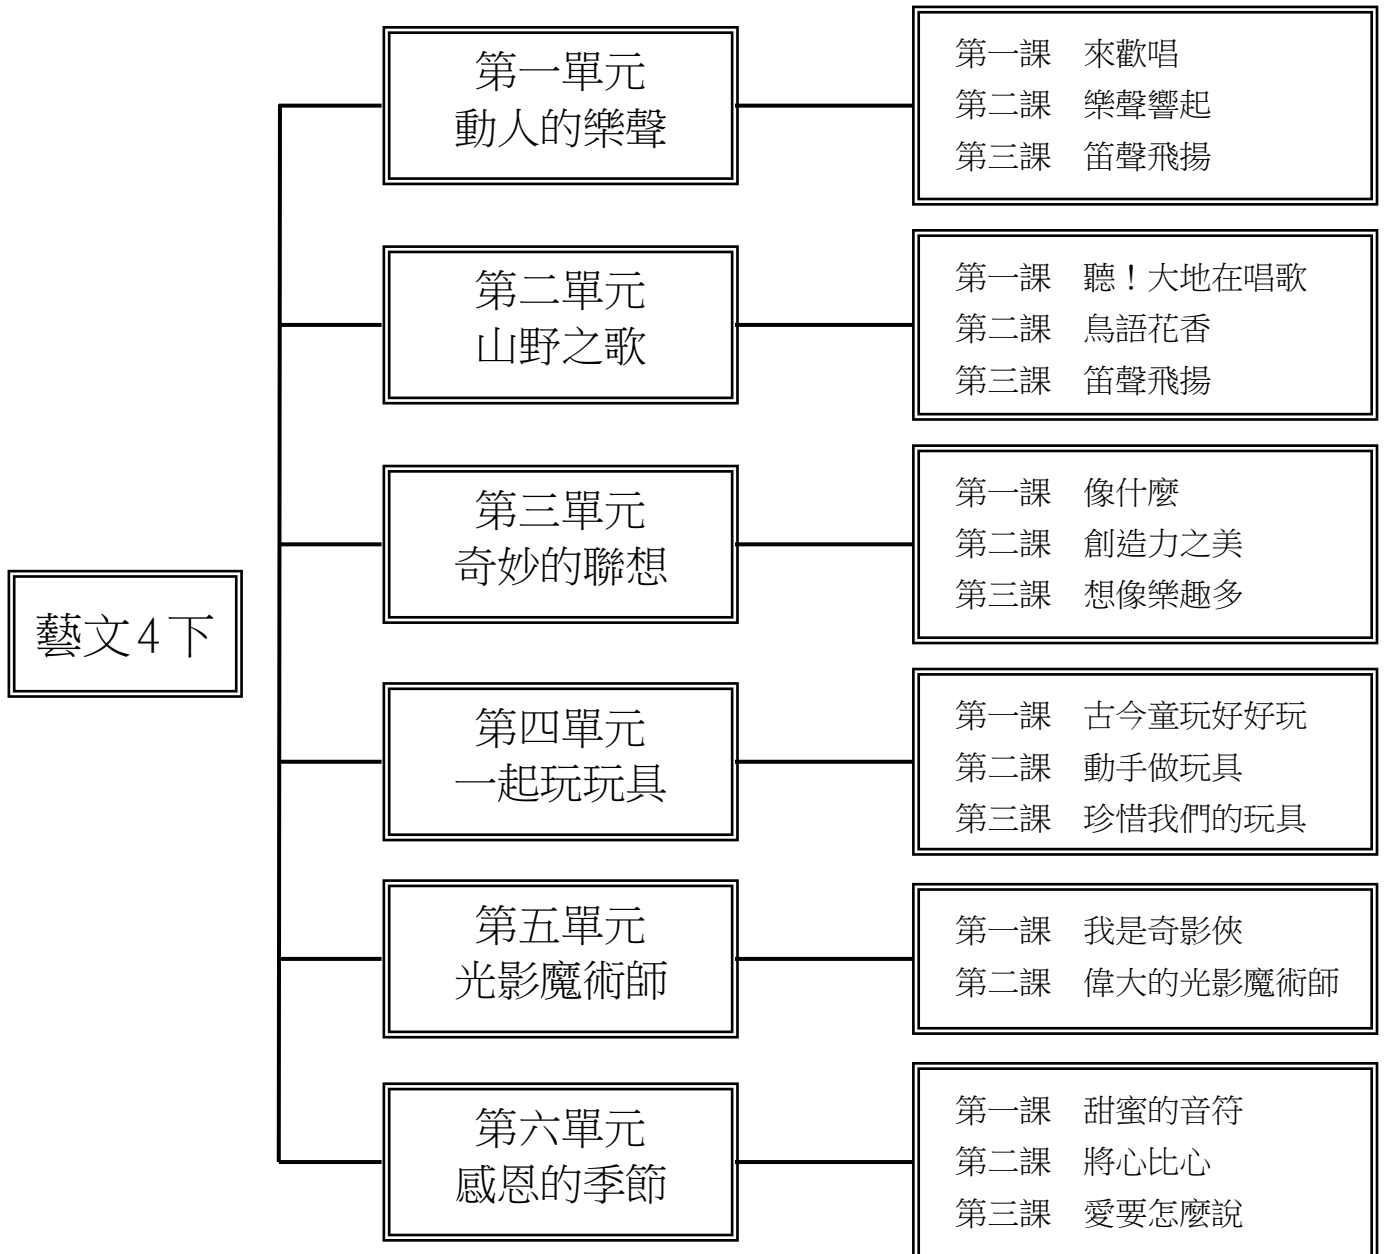 藝文4下
第一單元
動人的樂聲
第一課　來歡唱
第二課　樂聲響起
第三課　笛聲飛揚
第二單元
山野之歌
第一課　聽！大地在唱歌
第二課　鳥語花香
第三課　笛聲飛揚
第三單元
奇妙的聯想
第一課　像什麼
第二課　創造力之美
第三課　想像樂趣多
第四單元
一起玩玩具
第一課　古今童玩好好玩
第二課　動手做玩具
第三課　珍惜我們的玩具
第五單元
光影魔術師
第一課　我是奇影俠
第二課　偉大的光影魔術師
第六單元
感恩的季節
第一課　甜蜜的音符
第二課　將心比心
第三課　愛要怎麼說